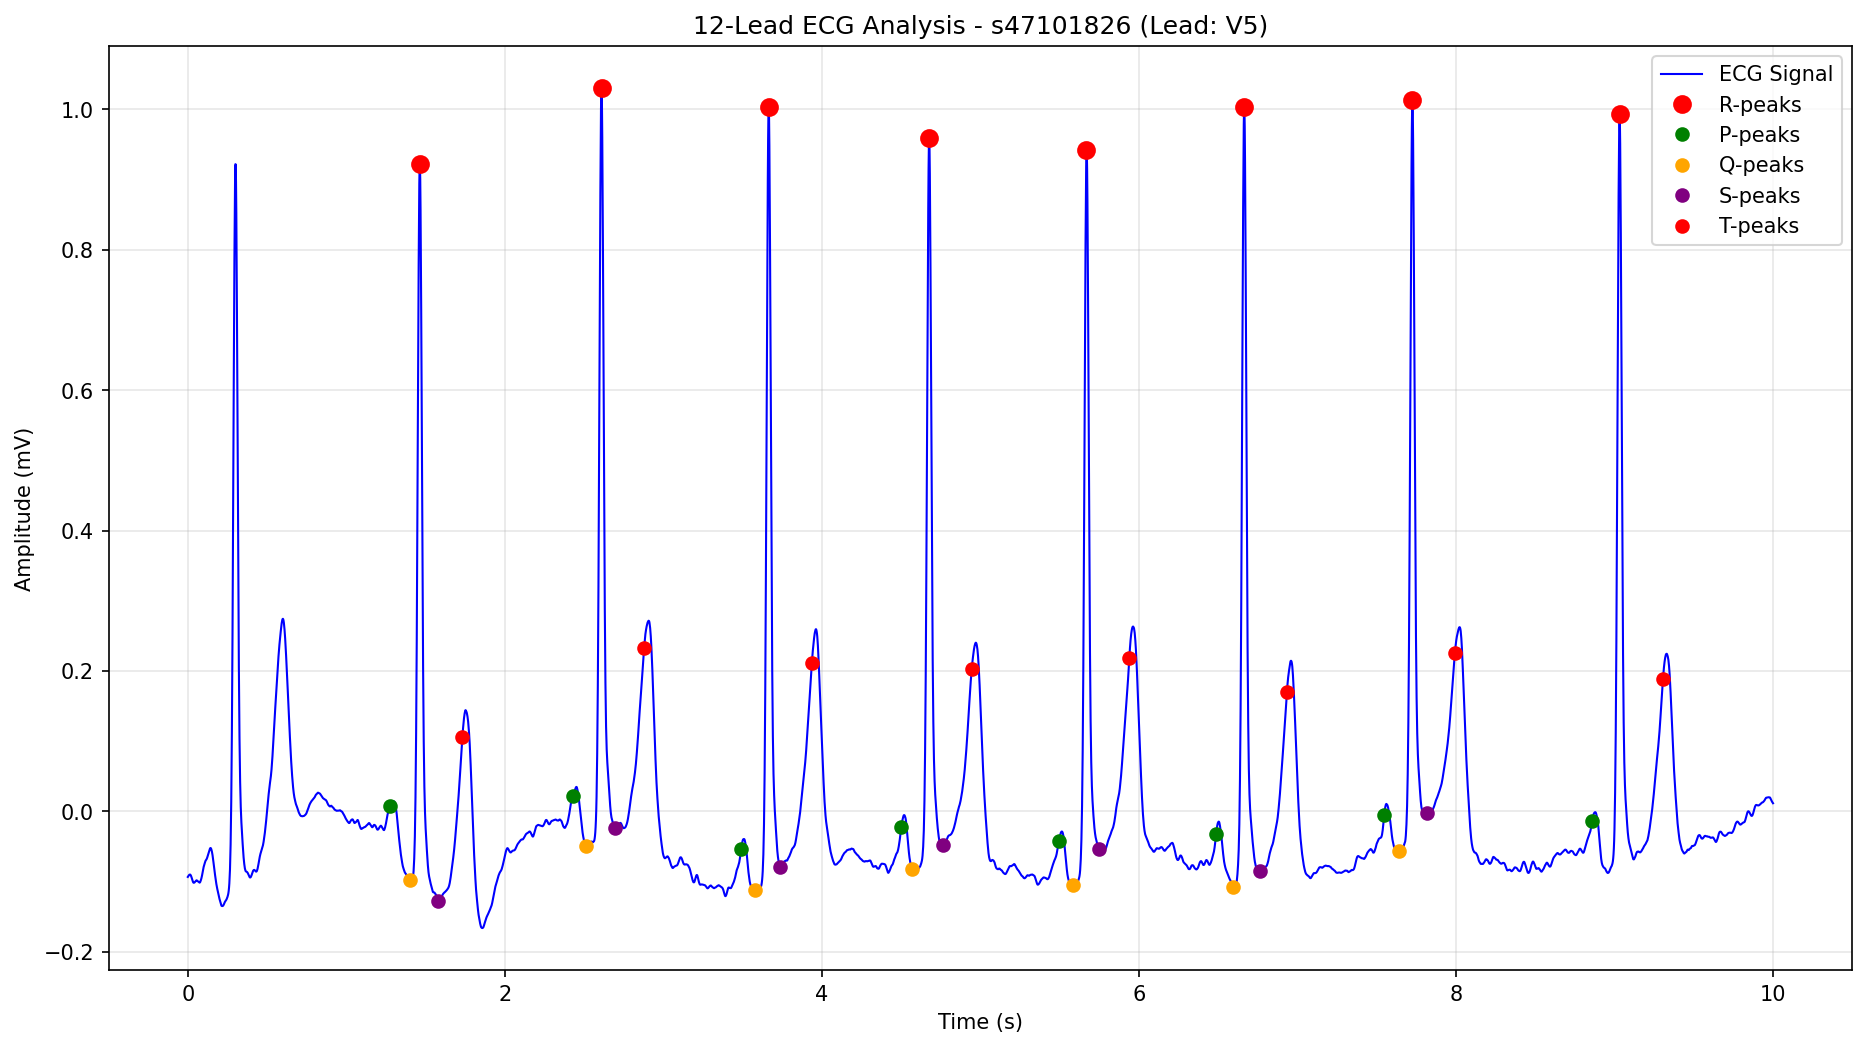 12-Lead ECG Analysis - s47101826 (Lead: V5)
ECG Signal
R-peaks
P-peaks
Q-peaks
S-peaks
T-peaks
Amplitude (mV)
1.0
0.8
0.6
0.4
0.2
0.0
−0.2
0 2 4 6 8 10
Time (s)